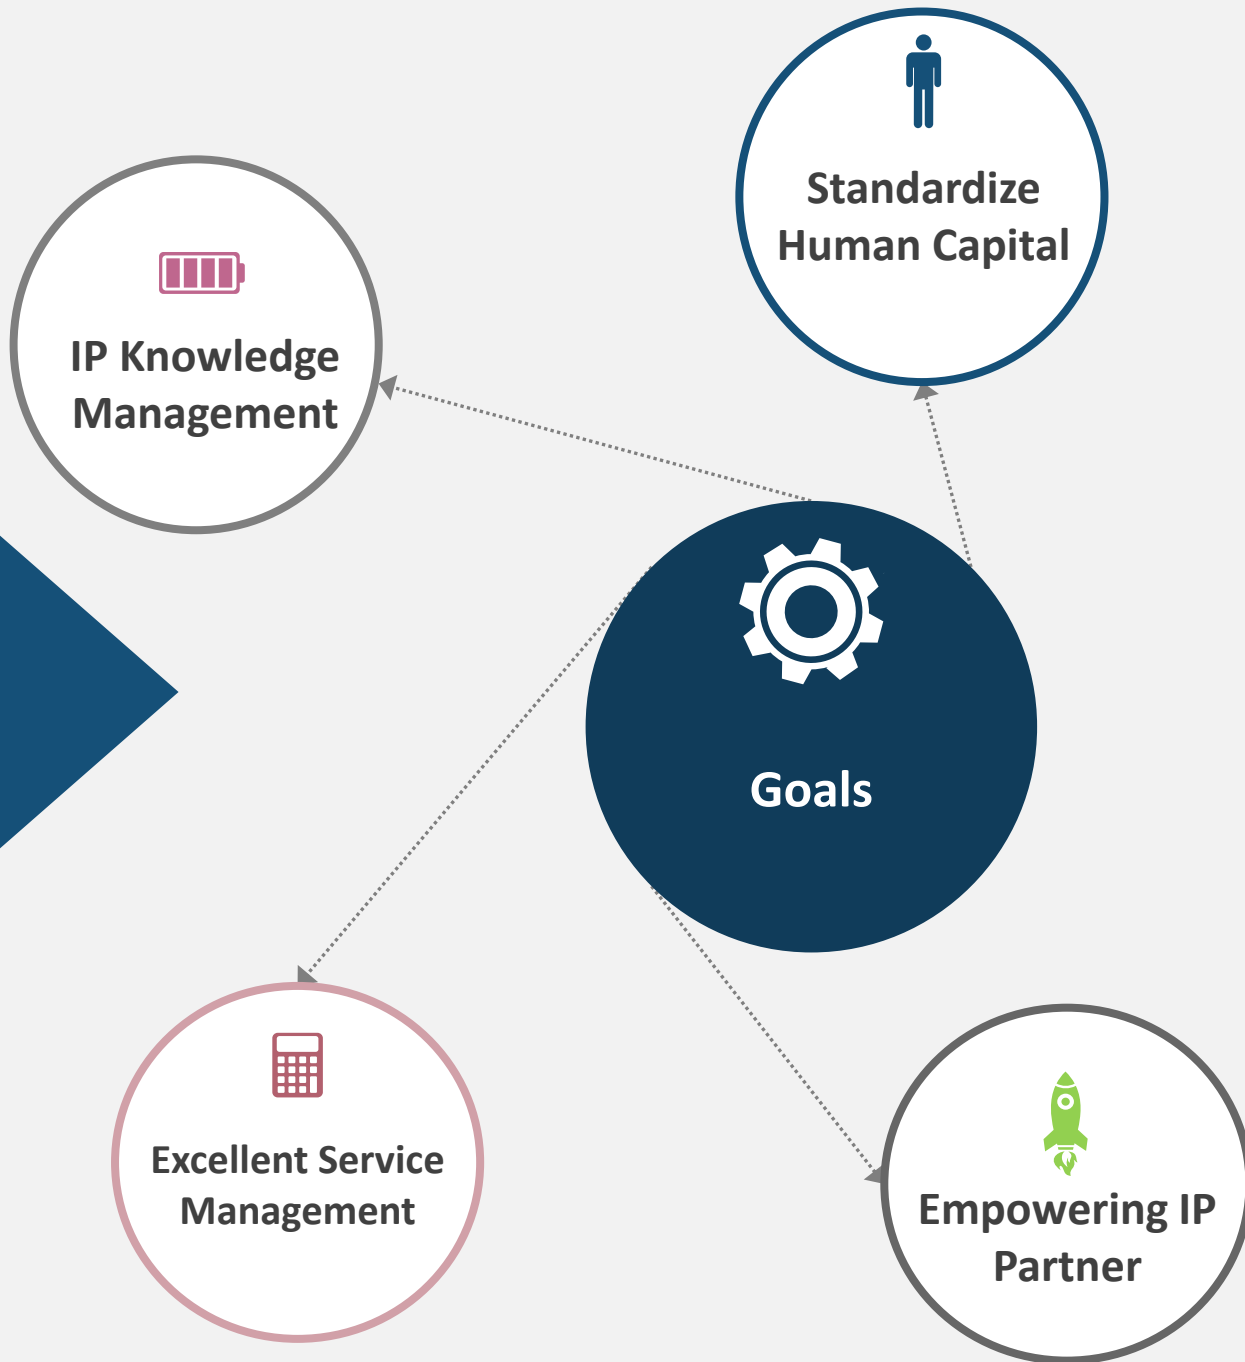 Standardize
Human Capital
IP Knowledge
Management
Goals
Excellent Service
Management
Empowering IP
Partner